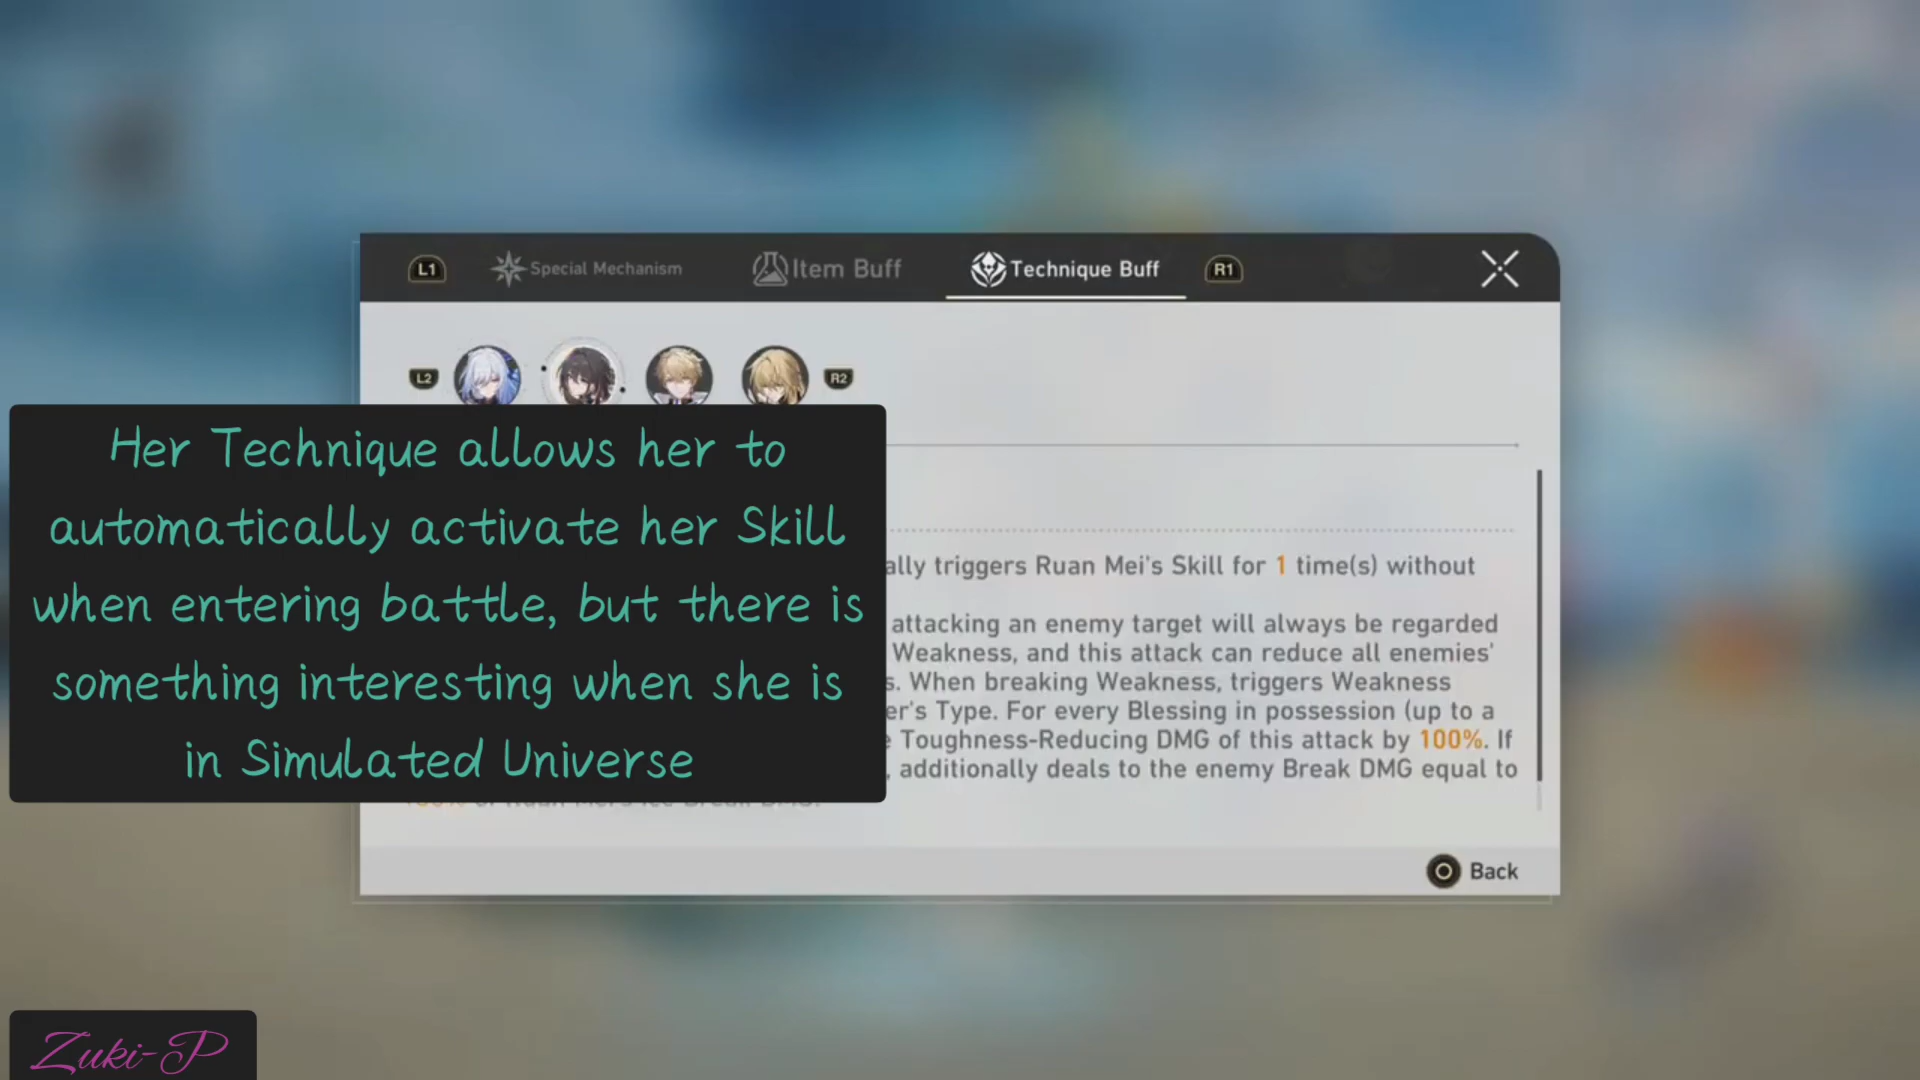 L1 Special Mechanism Item Buff Technique Buff R1
L2 R2
Her Technique allows her to
automatically activate her Skill
when entering battle, but there is
something interesting when she is
in Simulated Universe
ally triggers Ruan Mei's Skill for 1 time(s) without
attacking an enemy target will always be regarded
Weakness, and this attack can reduce all enemies'
s. When breaking Weakness, triggers Weakness
er's Type. For every Blessing in possession (up to a
Toughness-Reducing DMG of this attack by 100%. If
, additionally deals to the enemy Break DMG equal to
Back
Zuki-P